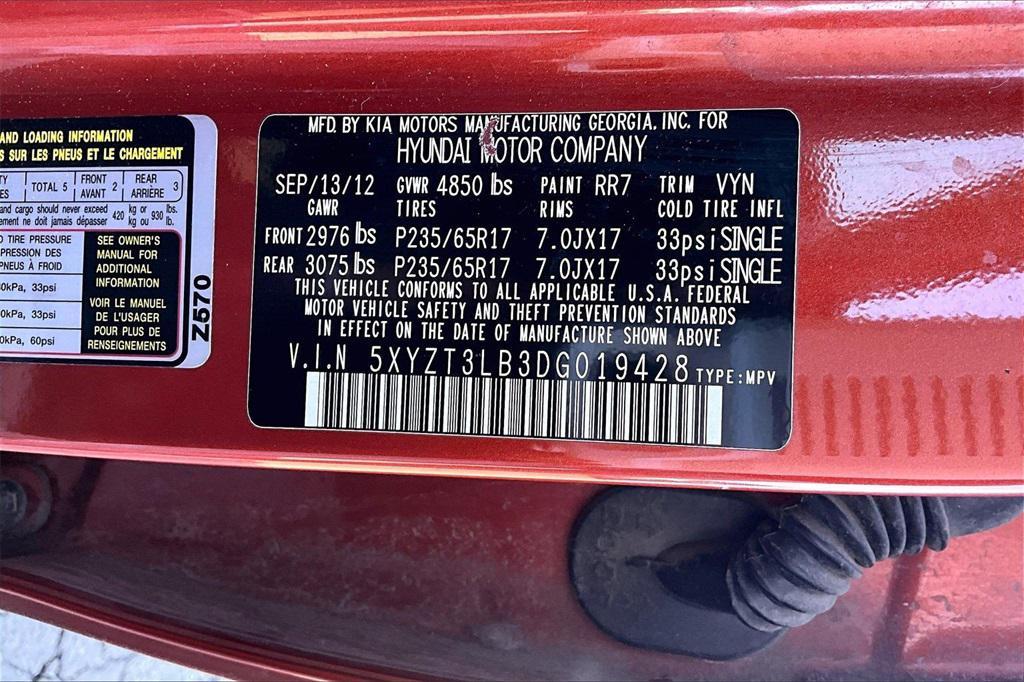 AND LOADING INFORMATION
SUR LES PNEUS ET LE CHARGEMENT
TOTAL 5 FRONT 2 REAR 3
AVANT ARRIÈRE
and cargo should never exceed 420 kg or 930 lbs.
ne doit jamais dépasser kg ou lb.
TIRE PRESSURE
DES
PNEUS À FROID
kPa, 33psi
kPa, 33psi
kPa, 60psi
SEE OWNER'S
MANUAL FOR
ADDITIONAL
INFORMATION
VOIR LE MANUEL
DE L'USAGER
POUR PLUS DE
RENSEIGNEMENTS
Z570
MFD. BY KIA MOTORS MANUFACTURING GEORGIA, INC. FOR
HYUNDAI MOTOR COMPANY
SEP/13/12 GVWR 4850 lbs PAINT RR7 TRIM VYN
GAWR TIRES RIMS COLD TIRE INFL
FRONT 2976 lbs P235/65R17 7.0JX17 33psi SINGLE
REAR 3075 lbs P235/65R17 7.0JX17 33psi SINGLE
THIS VEHICLE CONFORMS TO ALL APPLICABLE U.S.A. FEDERAL
MOTOR VEHICLE SAFETY AND THEFT PREVENTION STANDARDS
IN EFFECT ON THE DATE OF MANUFACTURE SHOWN ABOVE
V.I.N 5XYZT3LB3DG019428 TYPE:MPV